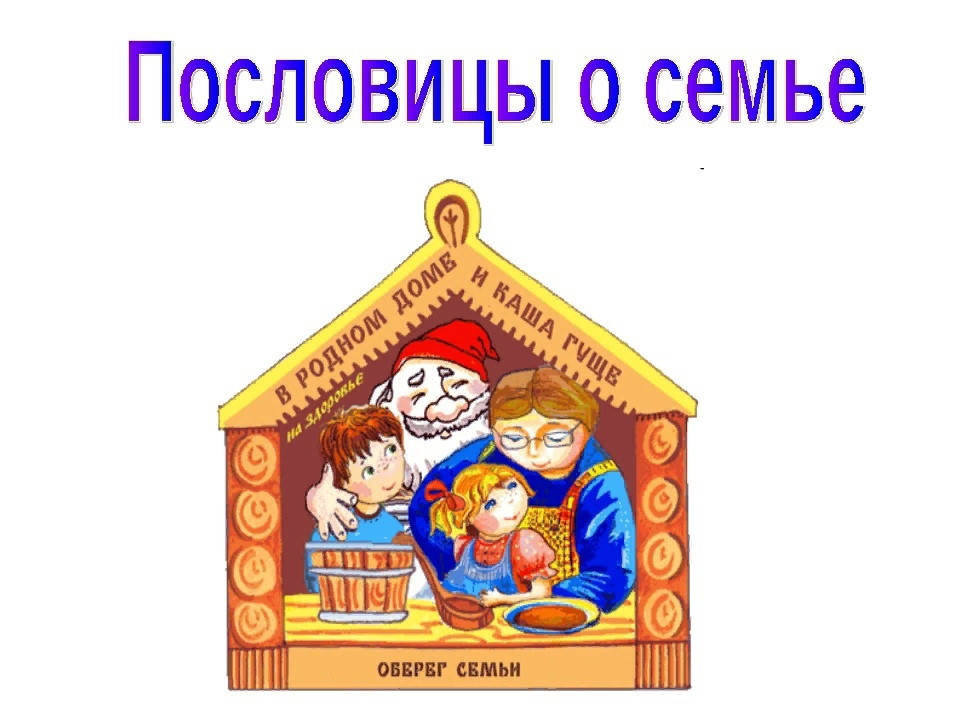 Пословицы о семье
В РОДНОМ ДОМЕ
И КАША ГУЩЕ
НА ЗДОРОВЬЕ
ОБЕРЕГ СЕМЬИ